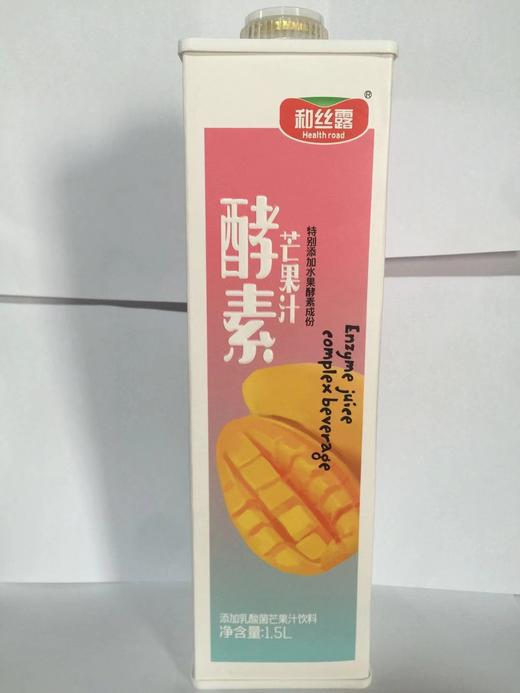 和丝露®
Health road
酵素
芒果汁
特别添加水果酵素成份
Enzyme juice
complex beverage
添加乳酸菌芒果汁饮料
净含量:1.5L